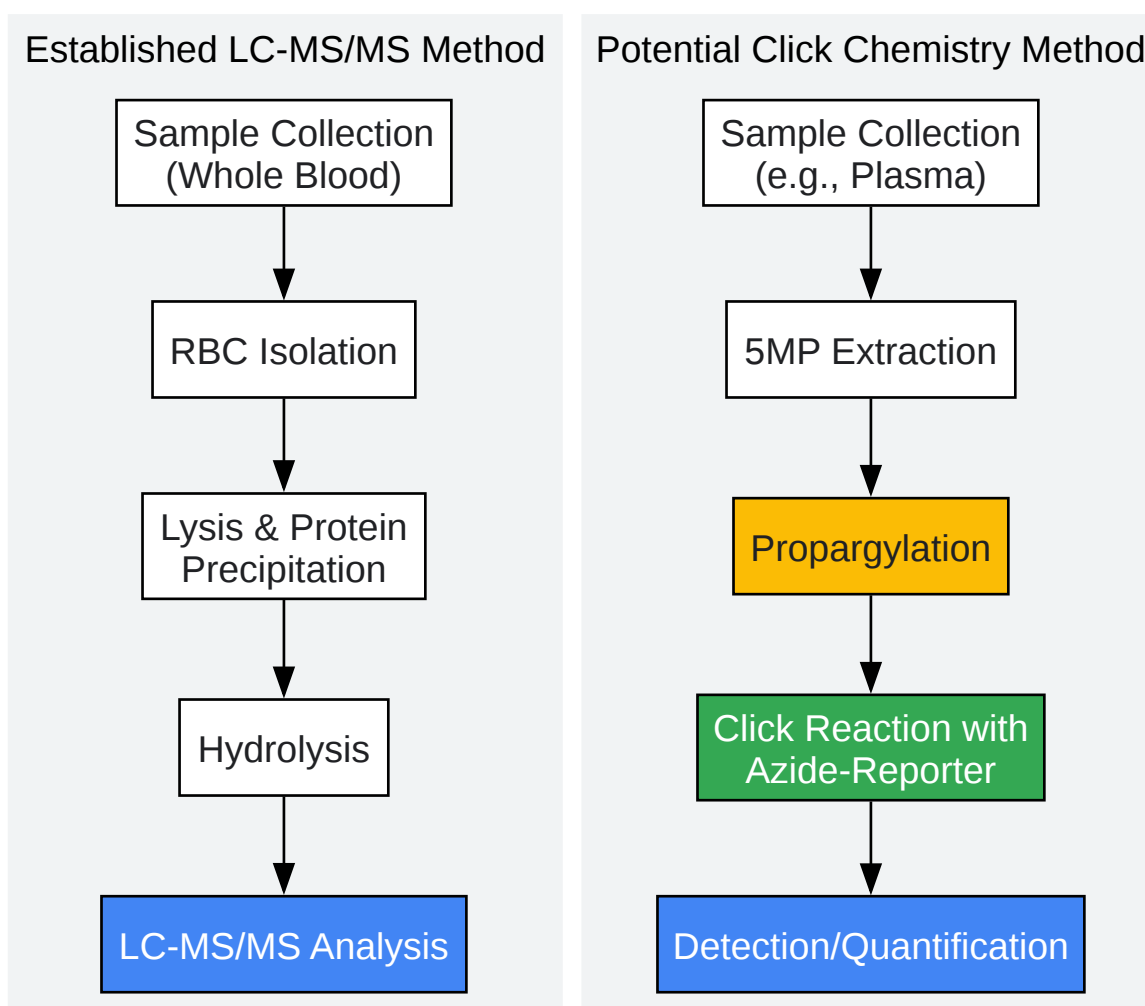 Established LC-MS/MS Method
Sample Collection
(Whole Blood)
RBC Isolation
Lysis & Protein
Precipitation
Hydrolysis
LC-MS/MS Analysis
Potential Click Chemistry Method
Sample Collection
(e.g., Plasma)
5MP Extraction
Propargylation
Click Reaction with
Azide-Reporter
Detection/Quantification